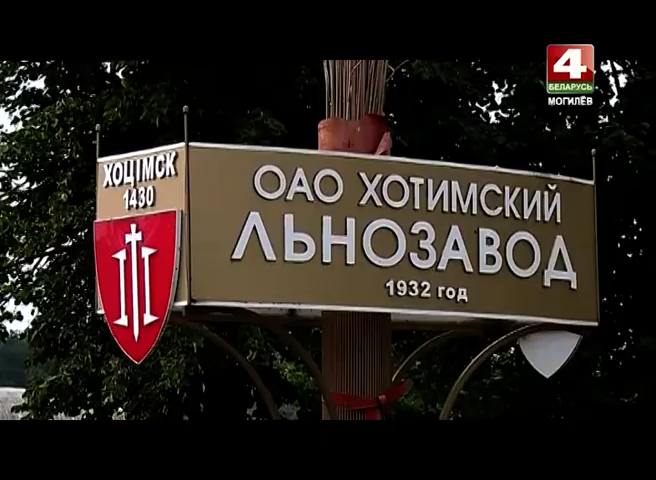 4
БЕЛАРУСЬ
МОГИЛЁВ
ХОЦІМСК
1430
ОАО ХОТИМСКИЙ
ЛЬНОЗАВОД
1932 год